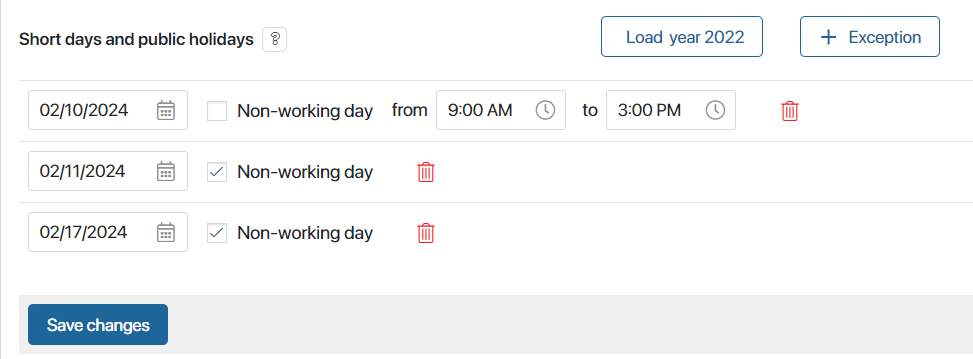 Short days and public holidays ? Load year 2022 + Exception
02/10/2024 Non-working day from 9:00 AM to 3:00 PM
02/11/2024 Non-working day
02/17/2024 Non-working day
Save changes